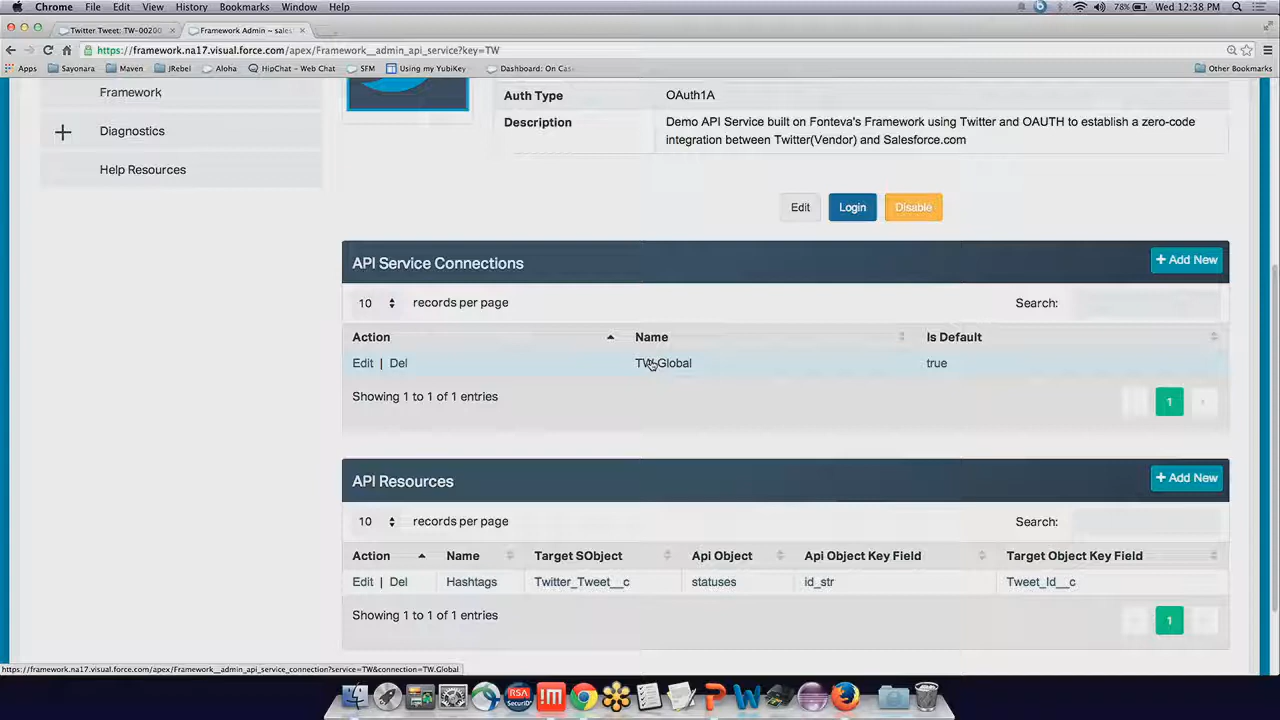 Chrome File Edit View History Bookmarks Window Help 78% Wed 12:38 PM
Twitter Tweet: TW-00200 Framework Admin ~ sales
https://framework.na17.visual.force.com/apex/Framework__admin_api_service?key=TW
Apps Sayonara Maven JRebel Aloha HipChat – Web Chat SFM Using my YubiKey Dashboard: On Cas Other Bookmarks
Framework
Diagnostics
Help Resources
Auth Type OAuth1A
Description Demo API Service built on Fonteva's Framework using Twitter and OAUTH to establish a zero-code
integration between Twitter(Vendor) and Salesforce.com
Edit Login Disable
API Service Connections + Add New
10 records per page Search:
Action Name Is Default
Edit | Del TW.Global true
Showing 1 to 1 of 1 entries 1
API Resources + Add New
10 records per page Search:
Action Name Target SObject Api Object Api Object Key Field Target Object Key Field
Edit | Del Hashtags Twitter_Tweet__c statuses id_str Tweet_Id__c
Showing 1 to 1 of 1 entries 1
https://framework.na17.visual.force.com/apex/Framework__admin_api_service_connection?service=TW&connection=TW.Global
RSA
SecurID